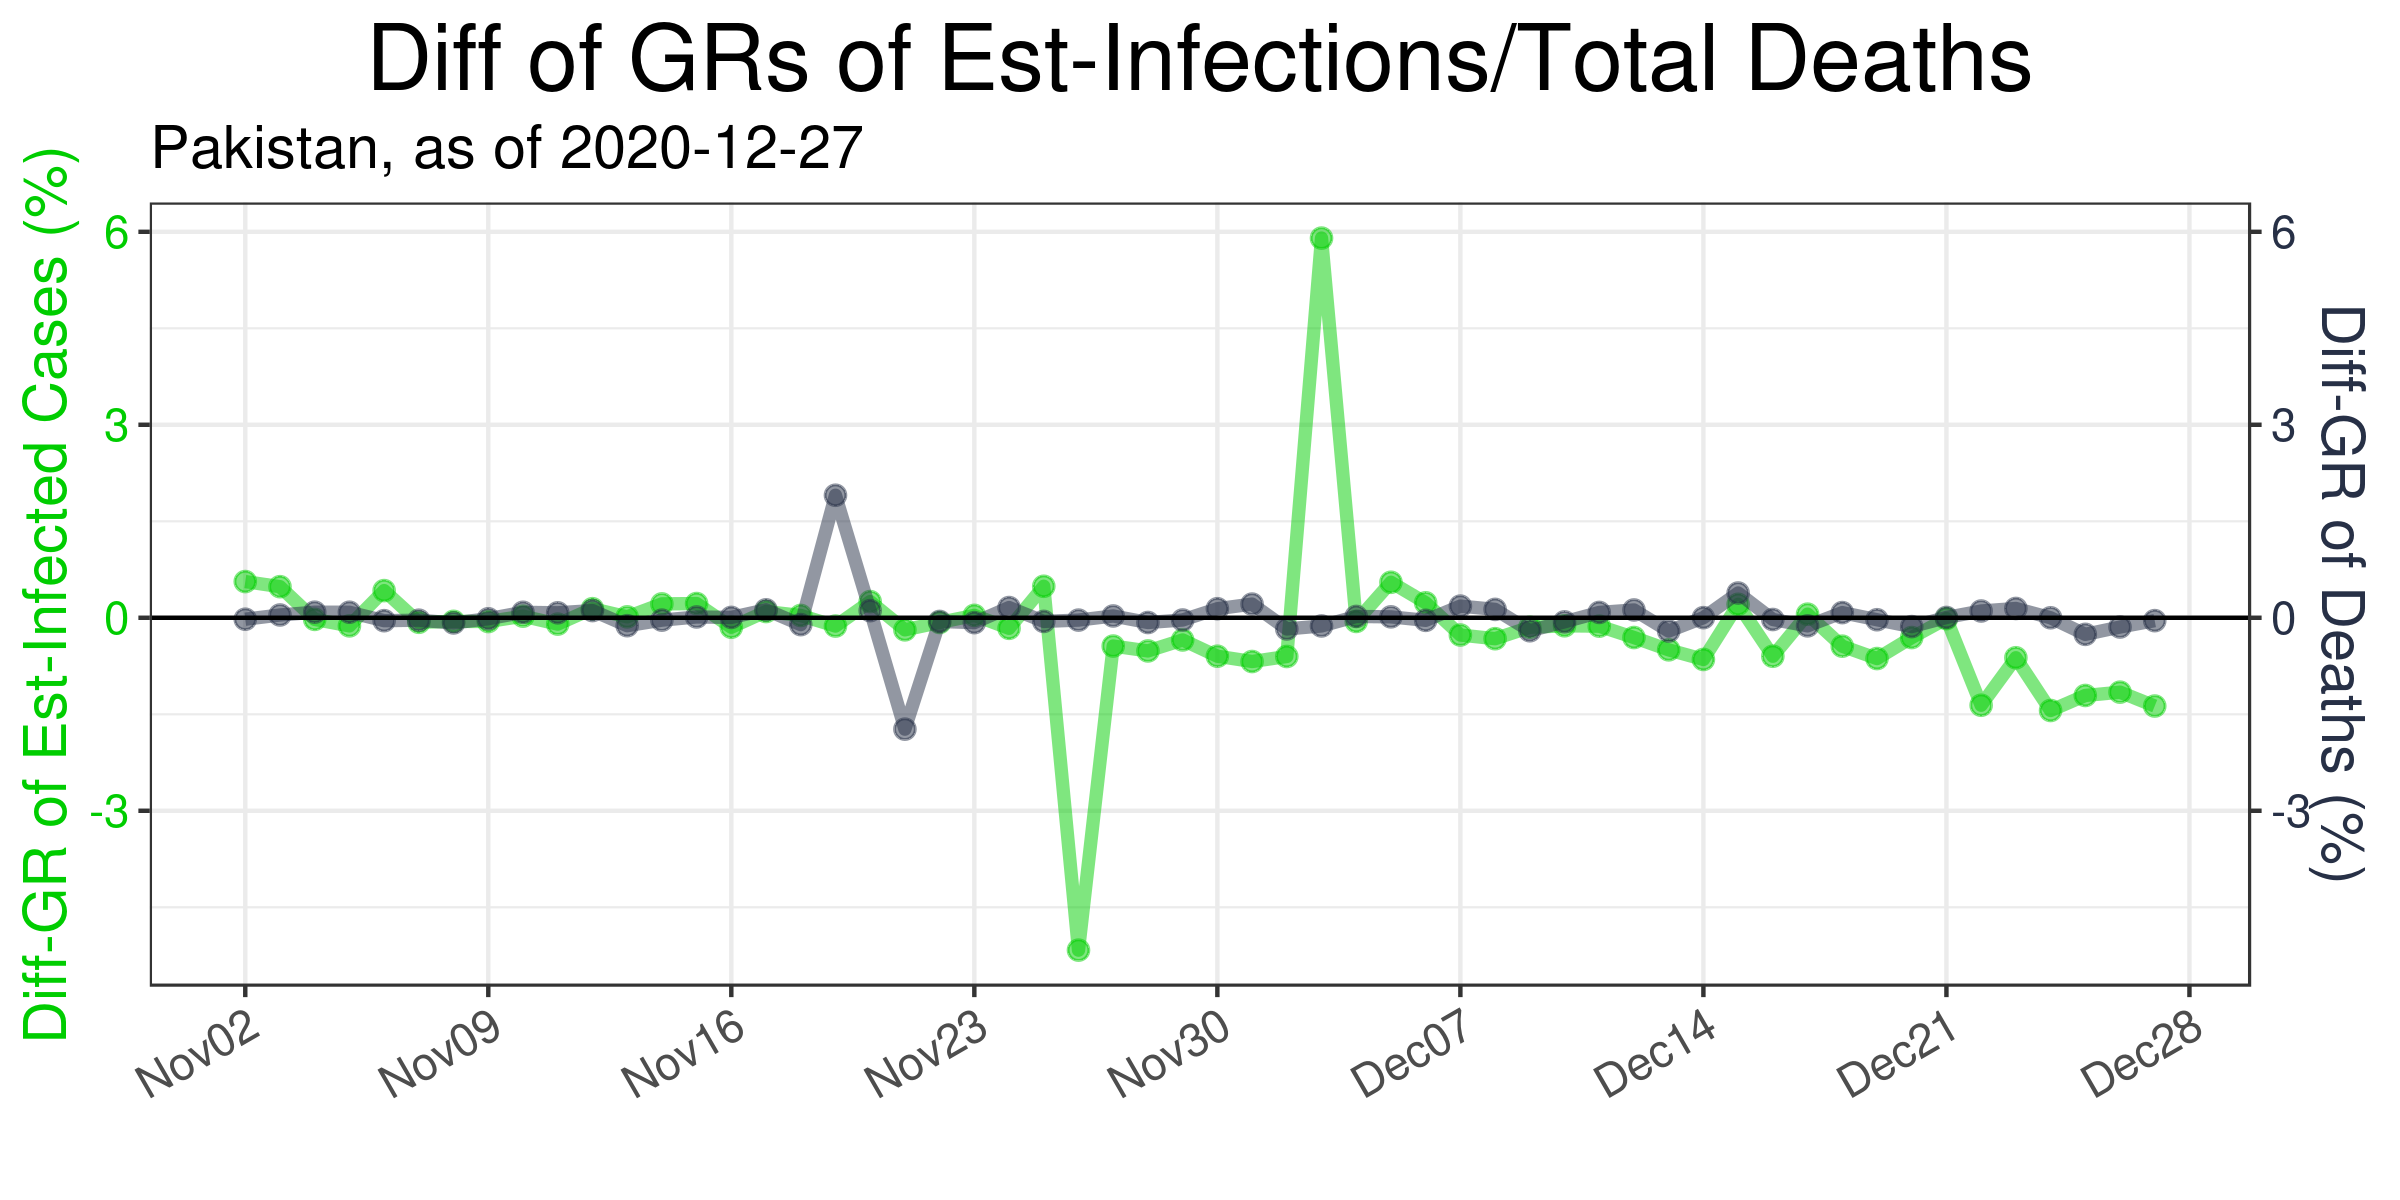 Diff of GRs of Est-Infections/Total Deaths
Pakistan, as of 2020-12-27
Diff-GR of Est-Infected Cases (%)
6
3
0
-3
6
3
0
-3
Diff-GR of Deaths (%)
Nov02
Nov09
Nov16
Nov23
Nov30
Dec07
Dec14
Dec21
Dec28